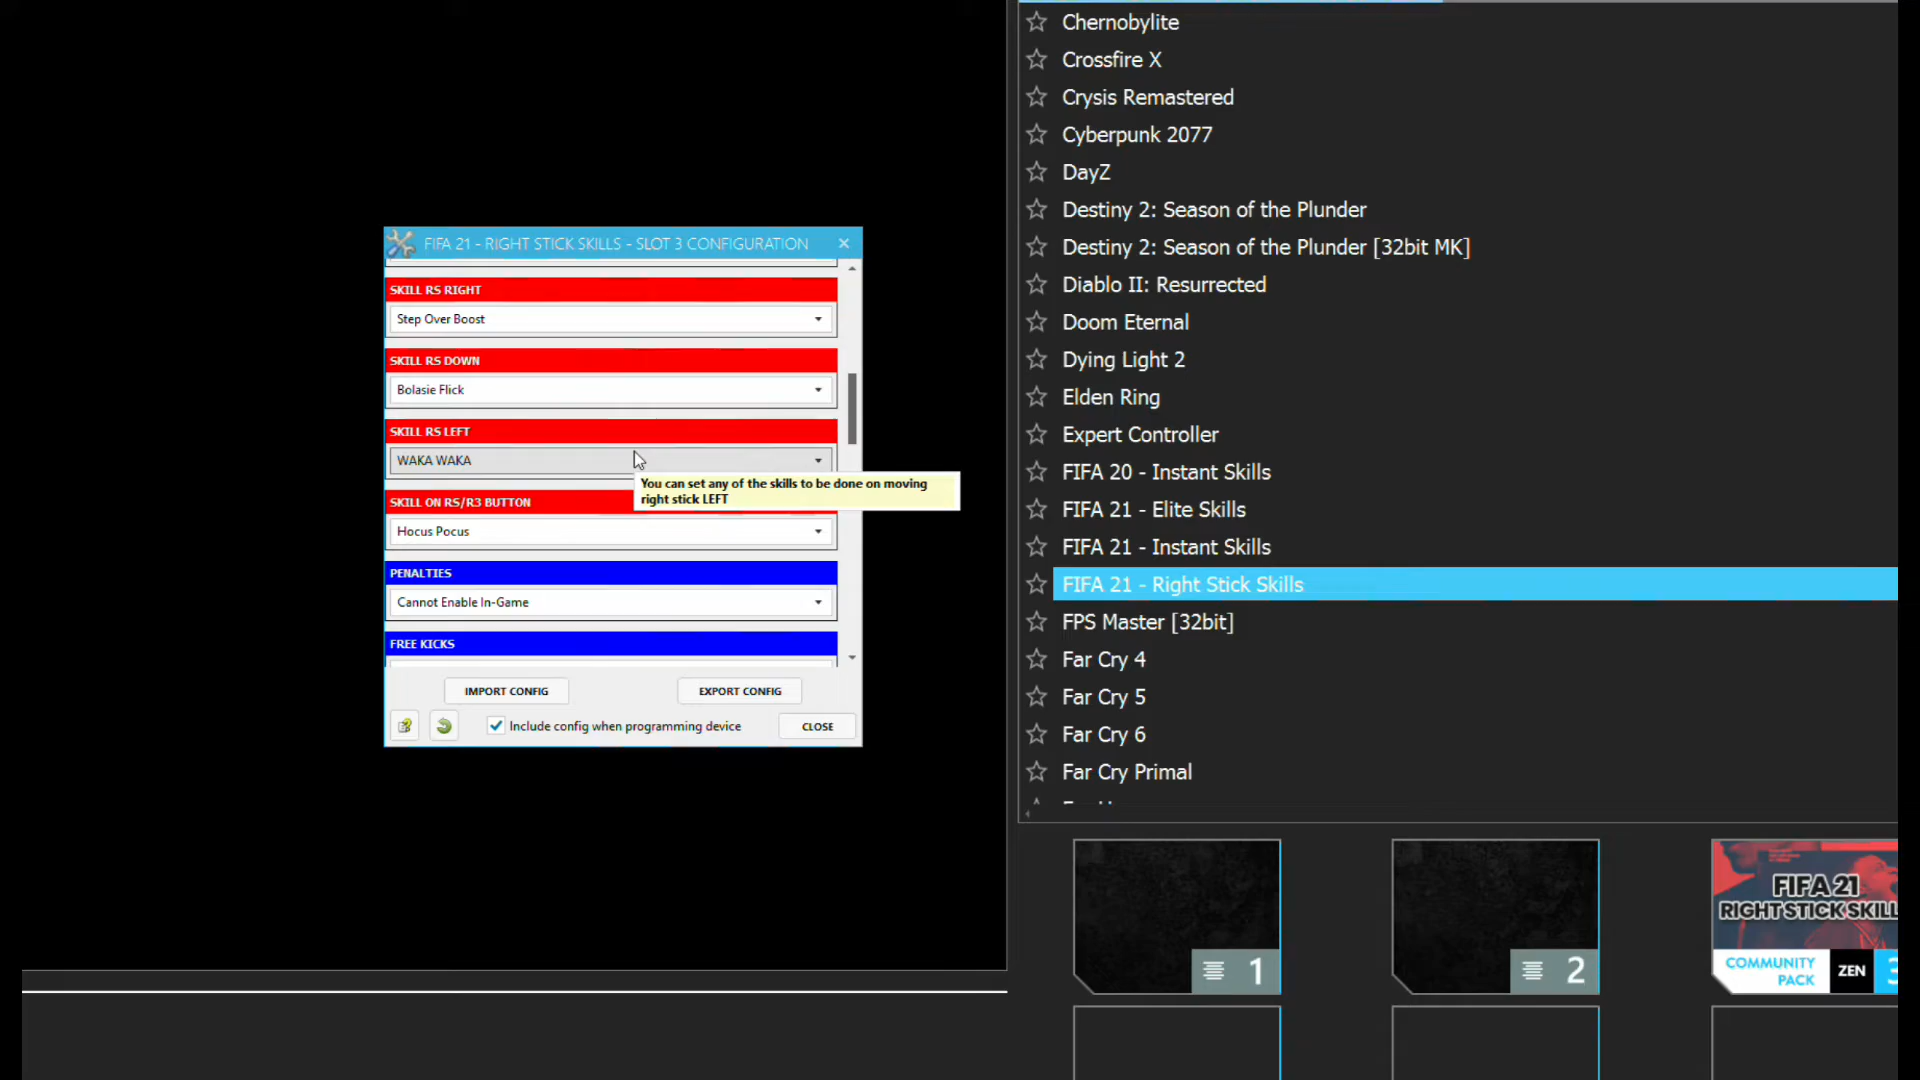 FIFA 21 - RIGHT STICK SKILLS - SLOT 3 CONFIGURATION
SKILL RS RIGHT
Step Over Boost
SKILL RS DOWN
Bolasie Flick
SKILL RS LEFT
WAKA WAKA
You can set any of the skills to be done on moving
right stick LEFT
SKILL ON RS/R3 BUTTON
Hocus Pocus
PENALTIES
Cannot Enable In-Game
FREE KICKS
IMPORT CONFIG
EXPORT CONFIG
Include config when programming device
CLOSE
Chernobylite
Crossfire X
Crysis Remastered
Cyberpunk 2077
DayZ
Destiny 2: Season of the Plunder
Destiny 2: Season of the Plunder [32bit MK]
Diablo II: Resurrected
Doom Eternal
Dying Light 2
Elden Ring
Expert Controller
FIFA 20 - Instant Skills
FIFA 21 - Elite Skills
FIFA 21 - Instant Skills
FIFA 21 - Right Stick Skills
FPS Master [32bit]
Far Cry 4
Far Cry 5
Far Cry 6
Far Cry Primal
1
2
FIFA 21
RIGHT STICK SKILL
COMMUNITY
PACK
ZEN
3